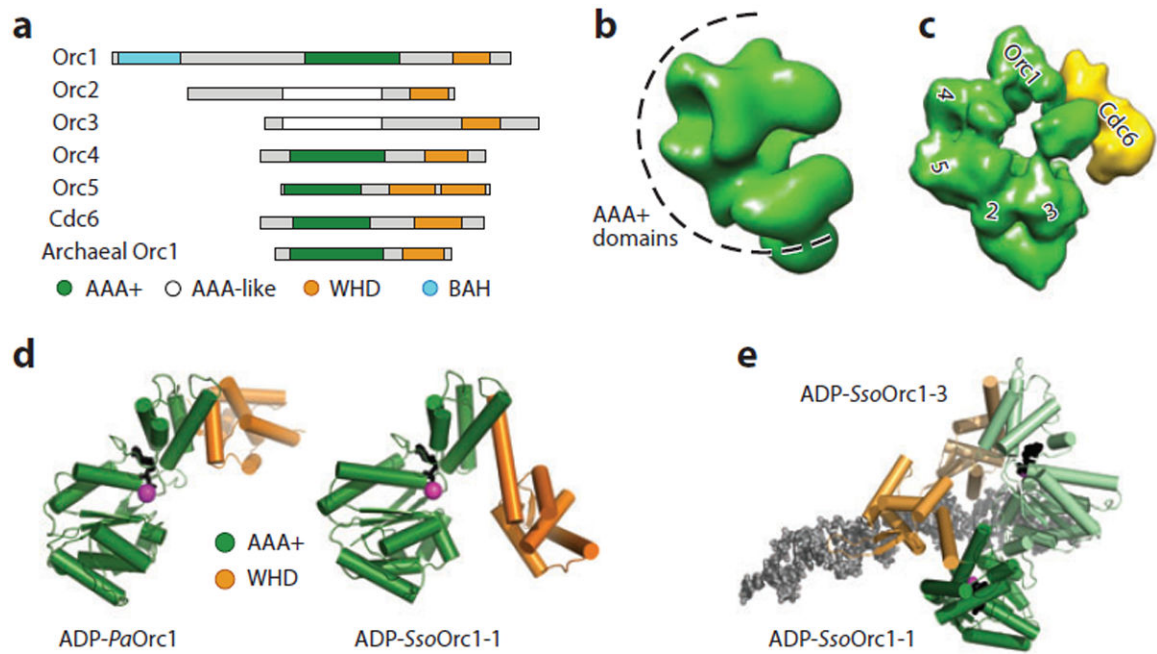 a
Orc1
Orc2
Orc3
Orc4
Orc5
Cdc6
Archaeal Orc1
AAA+ AAA-like WHD BAH
b
AAA+
domains
c
Orc1
4
5
2
3
Cdc6
d
AAA+
WHD
ADP-PaOrc1
ADP-SsoOrc1-1
e
ADP-SsoOrc1-3
ADP-SsoOrc1-1